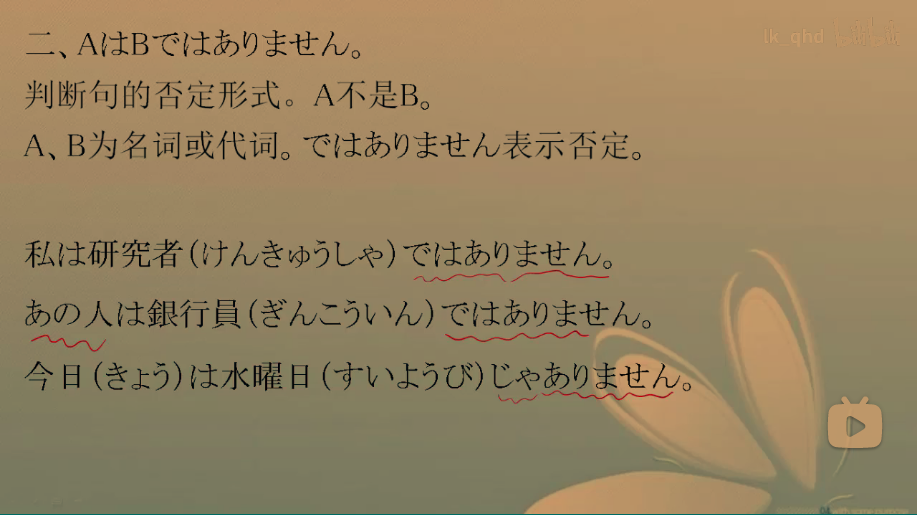 二、AはBではありません。
判断句的否定形式。A不是B。
A、B为名词或代词。ではありません表示否定。
私は研究者(けんきゅうしゃ)ではありません。
あの人は銀行員(ぎんこういん)ではありません。
今日(きょう)は水曜日(すいようび)じゃありません。
lk_qhd